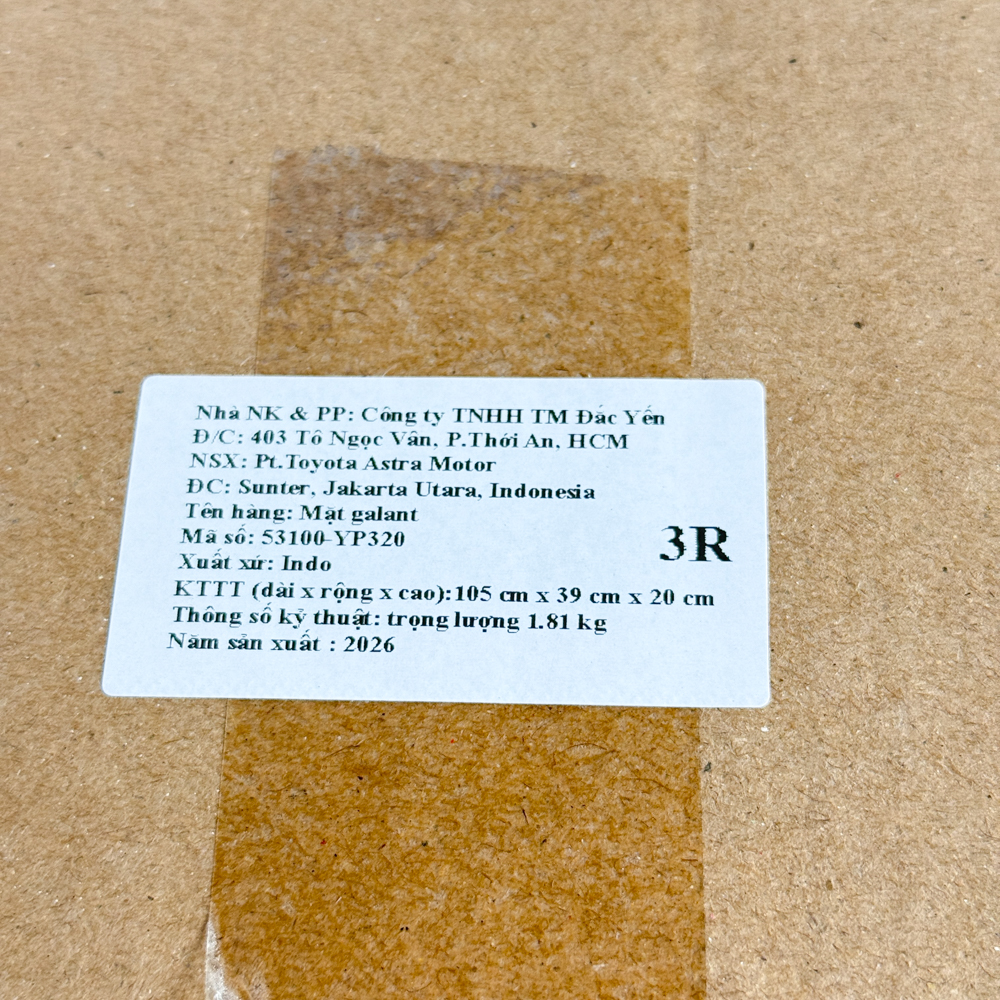 Nhà NK & PP: Công ty TNHH TM Đắc Yến
Đ/C: 403 Tô Ngọc Vân, P.Thới An, HCM
NSX: Pt.Toyota Astra Motor
ĐC: Sunter, Jakarta Utara, Indonesia
Tên hàng: Mặt galant
Mã số: 53100-YP320
3R
Xuất xứ: Indo
KTTT (dài x rộng x cao):105 cm x 39 cm x 20 cm
Thông số kỷ thuật: trọng lượng 1.81 kg
Năm sản xuất : 2026